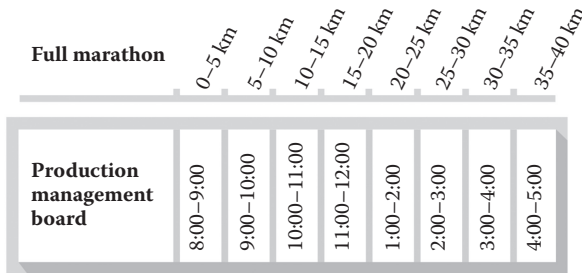 Full marathon
0–5 km
5–10 km
10–15 km
15–20 km
20–25 km
25–30 km
30–35 km
35–40 km
Production
management
board
8:00–9:00
9:00–10:00
10:00–11:00
11:00–12:00
1:00–2:00
2:00–3:00
3:00–4:00
4:00–5:00